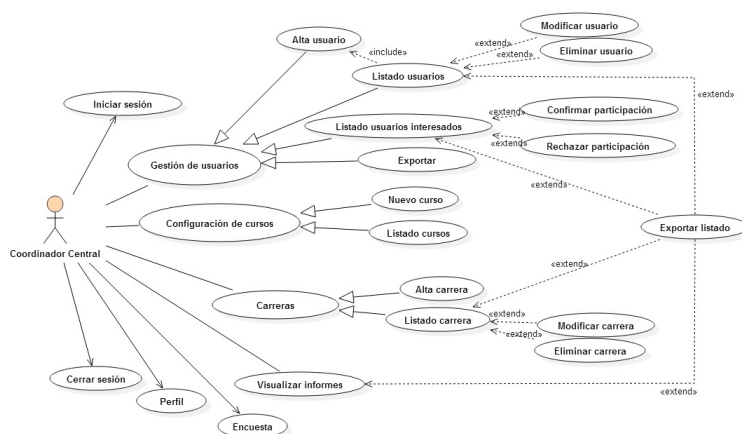 Modificar usuario
Alta usuario
«extend»
Eliminar usuario
«include»
«extend»
Listado usuarios
«extend»
Iniciar sesión
«extend»
Confirmar participación
Listado usuarios interesados
«extend»
Rechazar participación
Gestión de usuarios
Exportar
«extend»
Nuevo curso
Configuración de cursos
Exportar listado
Listado cursos
Coordinador Central
«extend»
Alta carrera
Carreras
«extend»
Listado carrera
Modificar carrera
«extend»
Eliminar carrera
Cerrar sesión
Visualizar informes
«extend»
Perfil
Encuesta